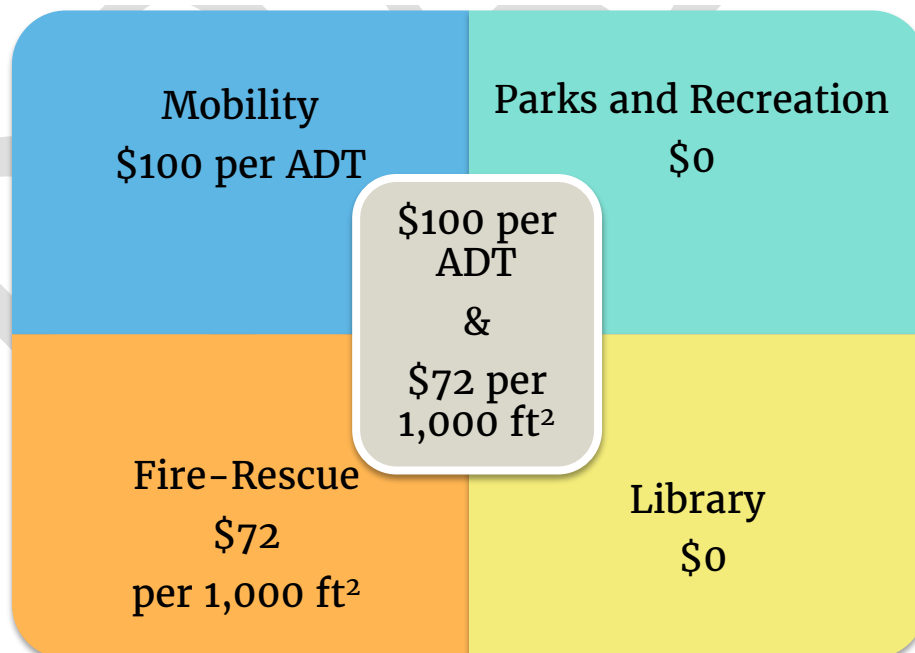 Mobility
$100 per ADT
Parks and Recreation
$0
$100 per
ADT
&
$72 per
1,000 ft²
Fire-Rescue
$72
per 1,000 ft²
Library
$0